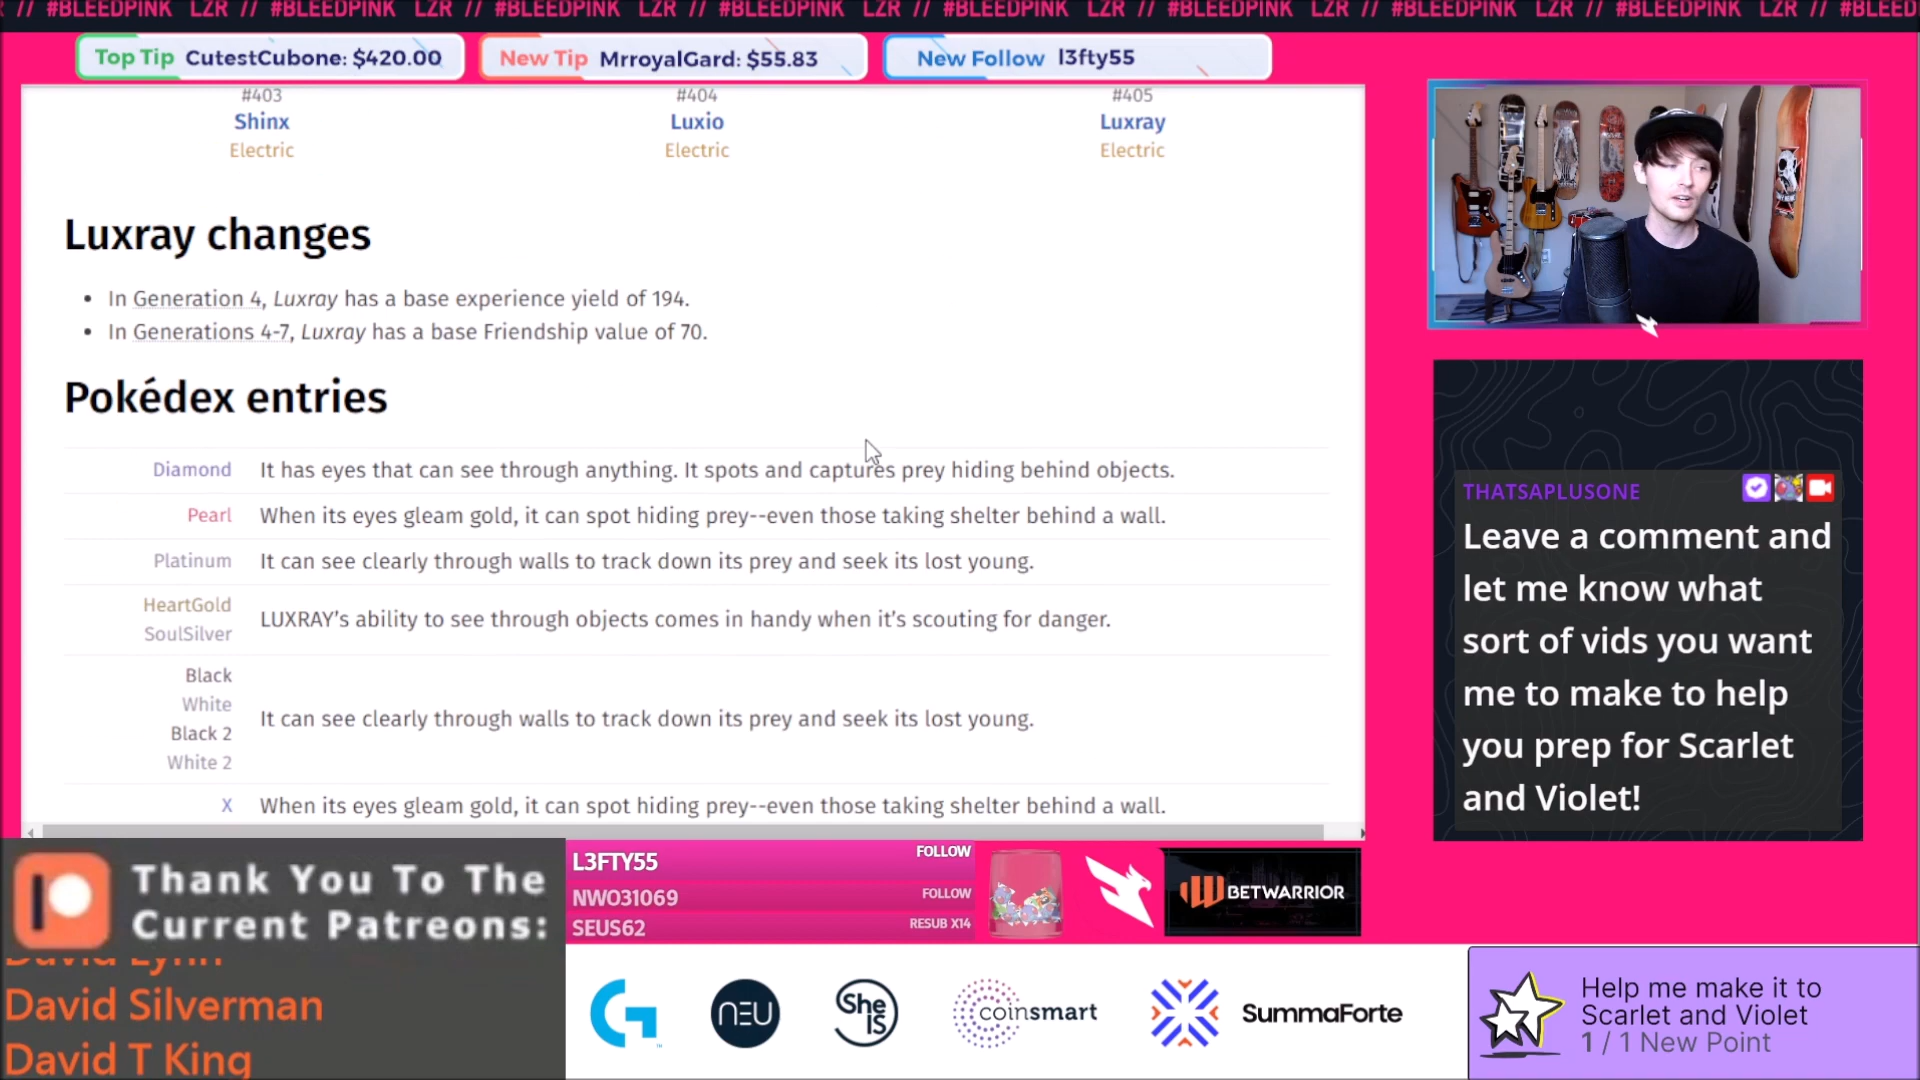 // #BLEEDPINK LZR // #BLEEDPINK LZR // #BLEEDPINK LZR // #BLEEDPINK LZR // #BLEEDPINK LZR // #BLEEDPINK LZR // #BLEEDPINK LZR // #BLEEDPINK LZR // #BLEED
Top Tip CutestCubone: $420.00
New Tip MrroyalGard: $55.83
New Follow l3fty55
#403 #404 #405
Shinx Luxio Luxray
Electric Electric Electric
Luxray changes
• In Generation 4, Luxray has a base experience yield of 194.
• In Generations 4-7, Luxray has a base Friendship value of 70.
Pokédex entries
Diamond It has eyes that can see through anything. It spots and captures prey hiding behind objects.
Pearl When its eyes gleam gold, it can spot hiding prey--even those taking shelter behind a wall.
Platinum It can see clearly through walls to track down its prey and seek its lost young.
HeartGold
SoulSilver
LUXRAY's ability to see through objects comes in handy when it's scouting for danger.
Black
White
Black 2
White 2
It can see clearly through walls to track down its prey and seek its lost young.
X When its eyes gleam gold, it can spot hiding prey--even those taking shelter behind a wall.
THATSAPLUSONE
Leave a comment and
let me know what
sort of vids you want
me to make to help
you prep for Scarlet
and Violet!
Thank You To The
Current Patreons:
David Lynn
David Silverman
David T King
L3FTY55 FOLLOW
NWO31069 FOLLOW
SEUS62 RESUB X14
BETWARRIOR
G
NEU
She
IS
coinsmart
SummaForte
Help me make it to
Scarlet and Violet
1 / 1 New Point